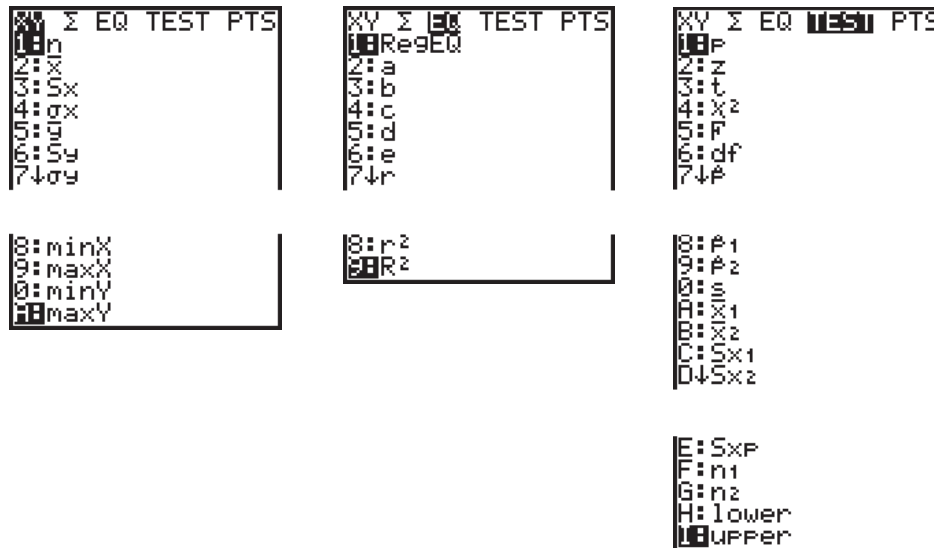 XY Σ EQ TEST PTS
1:n
2:x̄
3:Sx
4:σx
5:ȳ
6:Sy
7↓σy
8:minX
9:maxX
0:minY
A:maxY
XY Σ EQ TEST PTS
1:RegEQ
2:a
3:b
4:c
5:d
6:e
7↓r
8:r²
9:R²
XY Σ EQ TEST PTS
1:p
2:z
3:t
4:χ²
5:F
6:df
7↓p̂
8:p̂1
9:p̂2
0:s
A:x̄1
B:x̄2
C:Sx1
D↓Sx2
E:Sxp
F:n1
G:n2
H:lower
I:upper